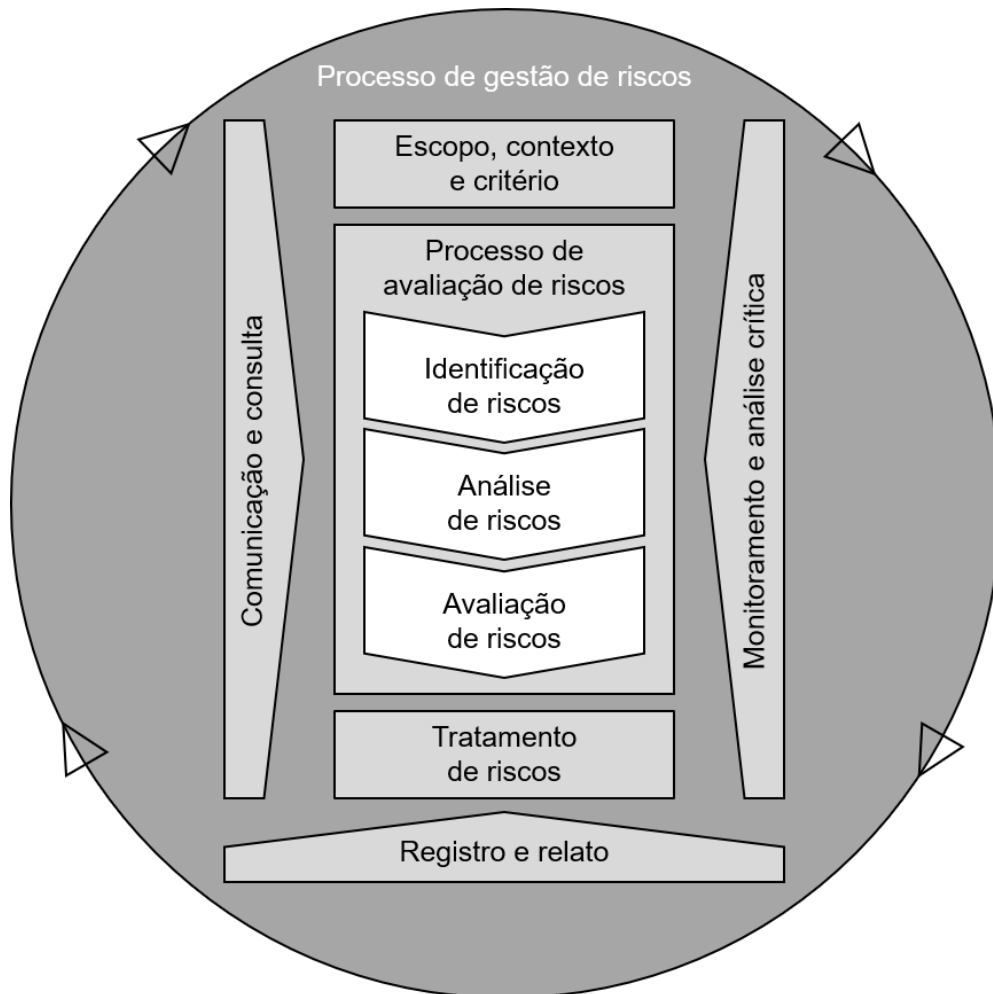 Processo de gestão de riscos
Escopo, contexto
e critério
Processo de
avaliação de riscos
Identificação
de riscos
Análise
de riscos
Avaliação
de riscos
Tratamento
de riscos
Comunicação e consulta
Monitoramento e análise crítica
Registro e relato